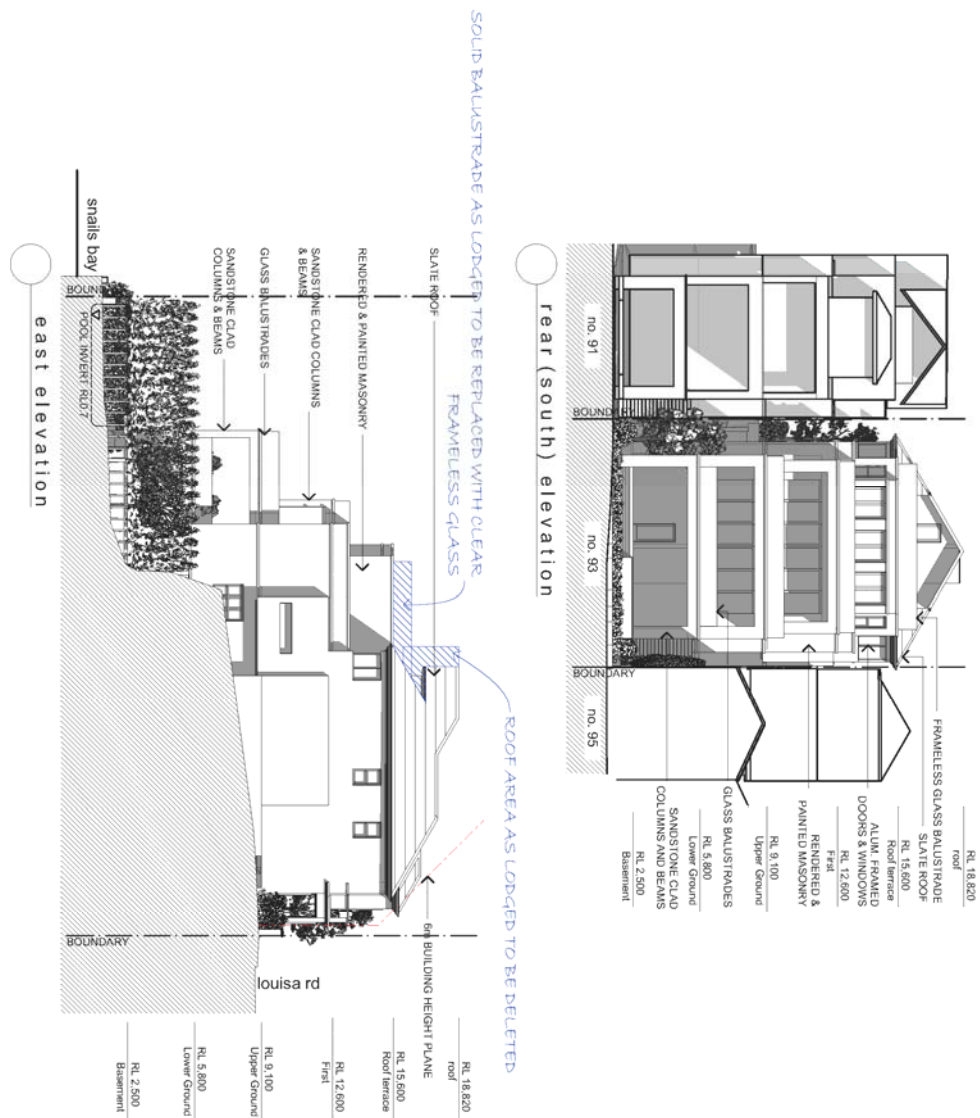 SOLID BALUSTRADE AS LODGED TO BE REPLACED WITH CLEAR
FRAMELESS GLASS
ROOF AREA AS LODGED TO BE DELETED
no. 91
BOUNDARY
no. 93
BOUNDARY
no. 95
FRAMELESS GLASS BALUSTRADE
SLATE ROOF
ALUM. FRAMED
DOORS & WINDOWS
RENDERED &
PAINTED MASONRY
GLASS BALUSTRADES
SANDSTONE CLAD
COLUMNS AND BEAMS
RL 18.820
roof
RL 15.600
Roof terrace
RL 12.600
First
RL 9,100
Upper Ground
RL 5,800
Lower Ground
RL 2,500
Basement
rear (south) elevation
SLATE ROOF
RENDERED & PAINTED MASONRY
SANDSTONE CLAD COLUMNS
& BEAMS
GLASS BALUSTRADES
SANDSTONE CLAD
COLUMNS & BEAMS
snails bay
BOUND
POOL INVERT RL0.7
6m BUILDING HEIGHT PLANE
louisa rd
BOUNDARY
RL 18.820
roof
RL 15.600
Roof terrace
RL 12.600
First
RL 9,100
Upper Ground
RL 5,800
Lower Ground
RL 2,500
Basement
east elevation